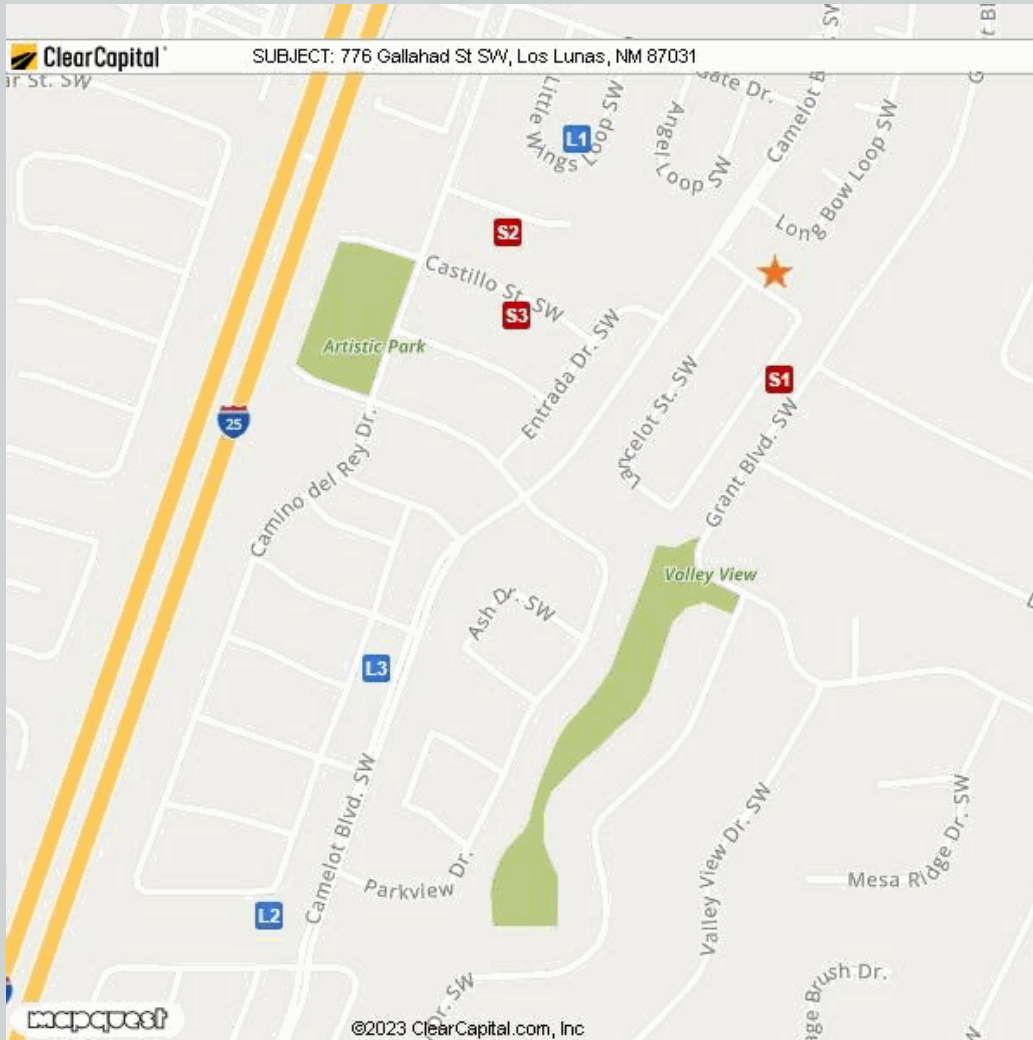 ClearCapital
SUBJECT: 776 Gallahad St SW, Los Lunas, NM 87031
St. SW
SW
Little Wings Loop SW
Angel Loop SW
Dr.
Camelot
Long Bow Loop SW
L1
S2
Castillo St. SW
S3
Artistic Park
Entrada Dr. SW
S1
25
Lancelot St. SW
Grant Blvd. SW
Camino del Rey Dr.
Valley View
Ash Dr. SW
L3
Camelot Blvd. SW
Valley View Dr. SW
Mesa Ridge Dr. SW
Parkview Dr.
L2
Brush Dr.
Dr. SW
mapquest
©2023 ClearCapital.com, Inc